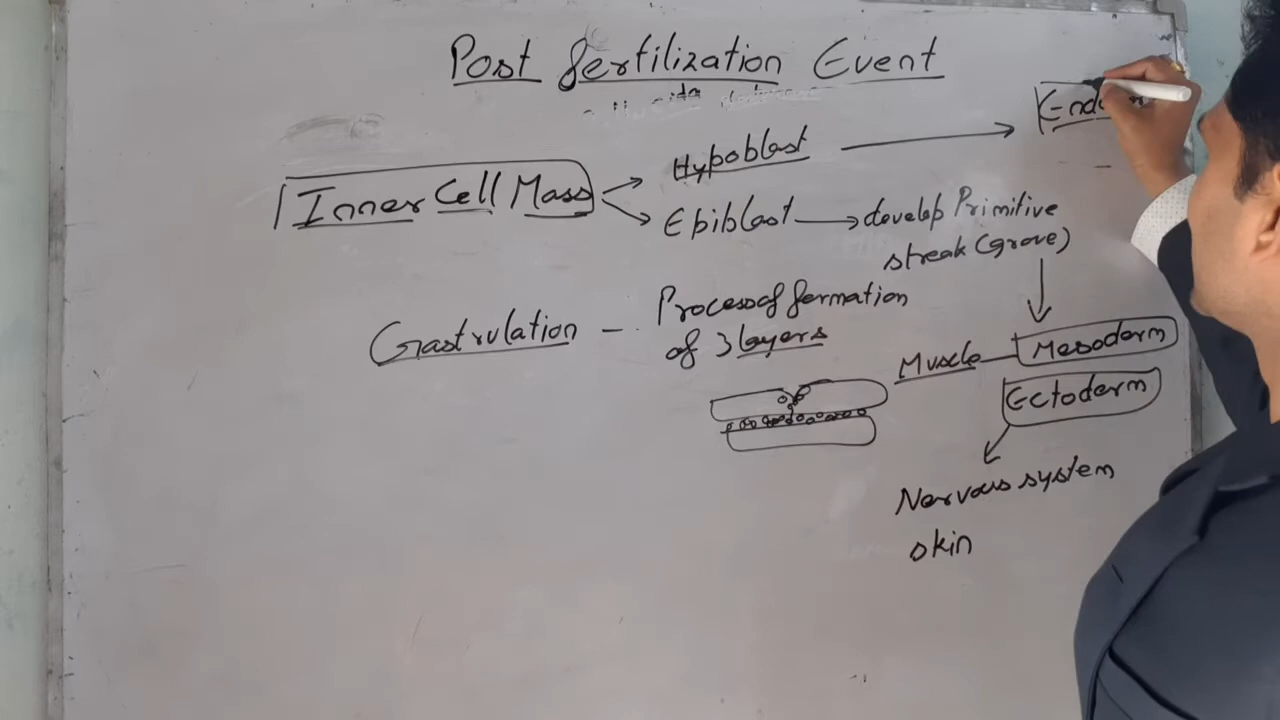 Post fertilization Event
Hypoblast
Inner Cell Mass
Epiblast develop Primitive
streak (grove)
Gastrulation - Process of formation
of 3 layers
Muscle Mesoderm
Ectoderm
Nervous system
skin